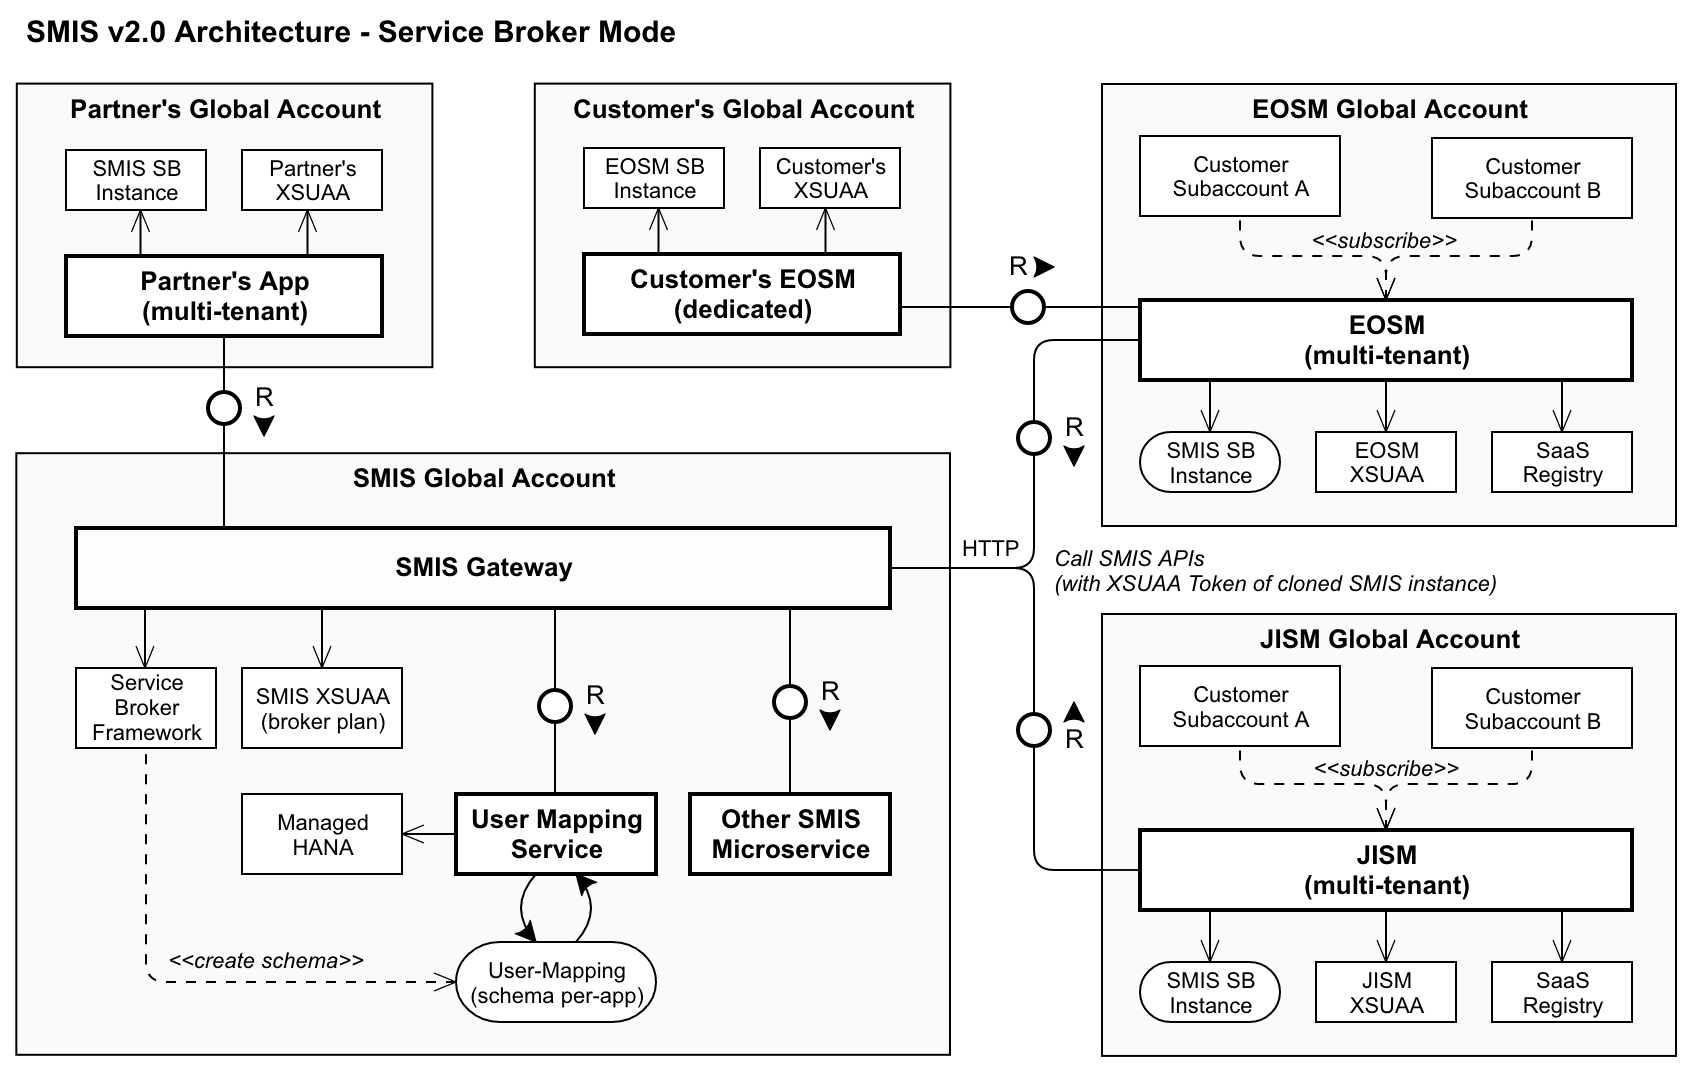 SMIS v2.0 Architecture - Service Broker Mode
Partner's Global Account
SMIS SB
Instance
Partner's
XSUAA
Partner's App
(multi-tenant)
R
Customer's Global Account
EOSM SB
Instance
Customer's
XSUAA
Customer's EOSM
(dedicated)
R
EOSM Global Account
Customer
Subaccount A
Customer
Subaccount B
<<subscribe>>
EOSM
(multi-tenant)
SMIS SB
Instance
EOSM
XSUAA
SaaS
Registry
R
SMIS Global Account
SMIS Gateway
HTTP
Call SMIS APIs
(with XSUAA Token of cloned SMIS instance)
Service
Broker
Framework
SMIS XSUAA
(broker plan)
R
R
Managed
HANA
User Mapping
Service
Other SMIS
Microservice
<<create schema>>
User-Mapping
(schema per-app)
R
JISM Global Account
Customer
Subaccount A
Customer
Subaccount B
<<subscribe>>
JISM
(multi-tenant)
SMIS SB
Instance
JISM
XSUAA
SaaS
Registry